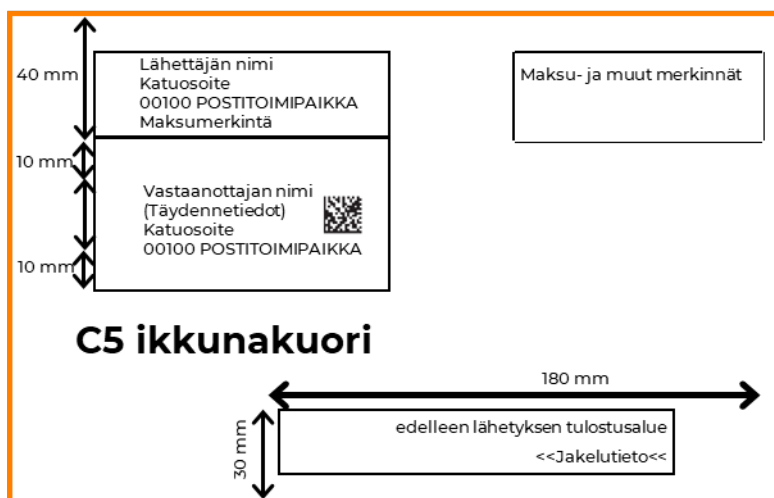 40 mm
Lähettäjän nimi
Katuosoite
00100 POSTITOIMIPAIKKA
Maksumerkintä
Maksu- ja muut merkinnät
10 mm
Vastaanottajan nimi
(Täydennetiedot)
Katuosoite
00100 POSTITOIMIPAIKKA
10 mm
C5 ikkunakuori
180 mm
30 mm
edelleen lähetyksen tulostusalue
<<Jakelutieto<<